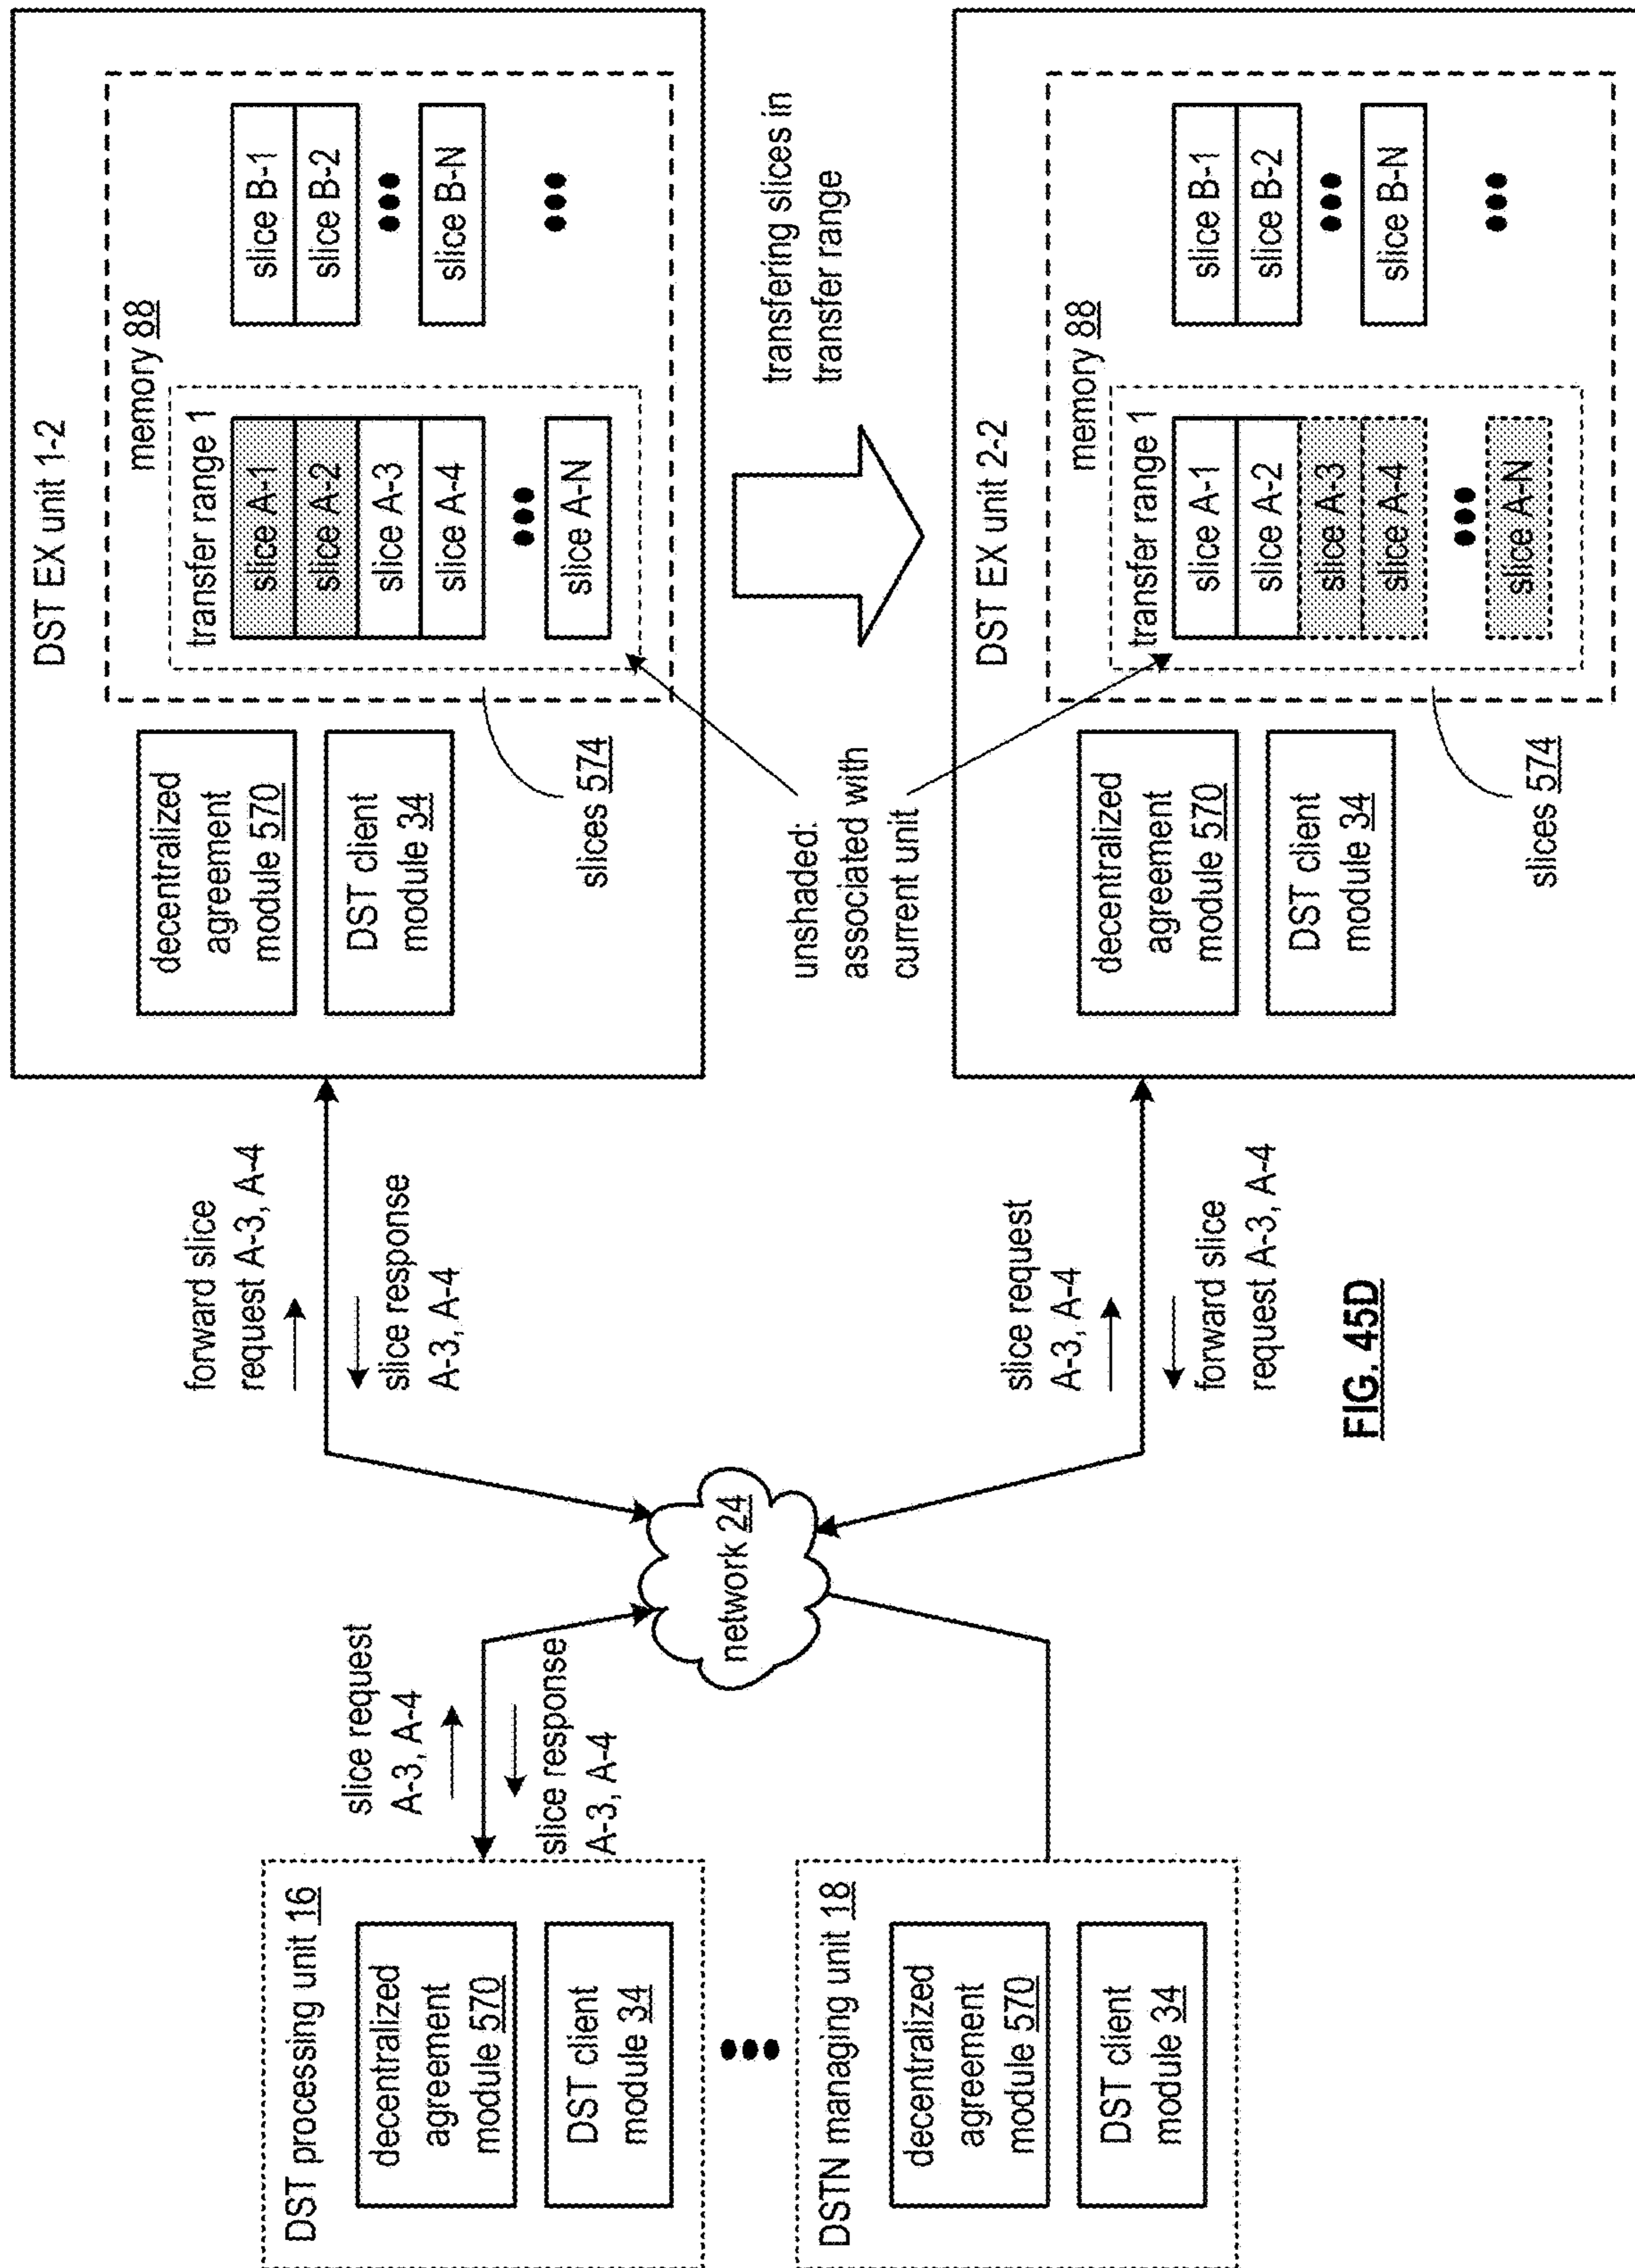 DST processing unit 16
decentralized
agreement
module 570
DST client
module 34
DSTN managing unit 18
decentralized
agreement
module 570
DST client
module 34
slice request
A-3, A-4
slice response
A-3, A-4
network 24
forward slice
request A-3, A-4
slice response
A-3, A-4
slice request
A-3, A-4
forward slice
request A-3, A-4
DST EX unit 1-2
decentralized
agreement
module 570
DST client
module 34
slices 574
memory 88
transfer range 1
slice A-1
slice A-2
slice A-3
slice A-4
slice A-N
slice B-1
slice B-2
slice B-N
unshaded:
associated with
current unit
transfering slices in
transfer range
DST EX unit 2-2
decentralized
agreement
module 570
DST client
module 34
slices 574
memory 88
transfer range 1
slice A-1
slice A-2
slice A-3
slice A-4
slice A-N
slice B-1
slice B-2
slice B-N
FIG. 45D